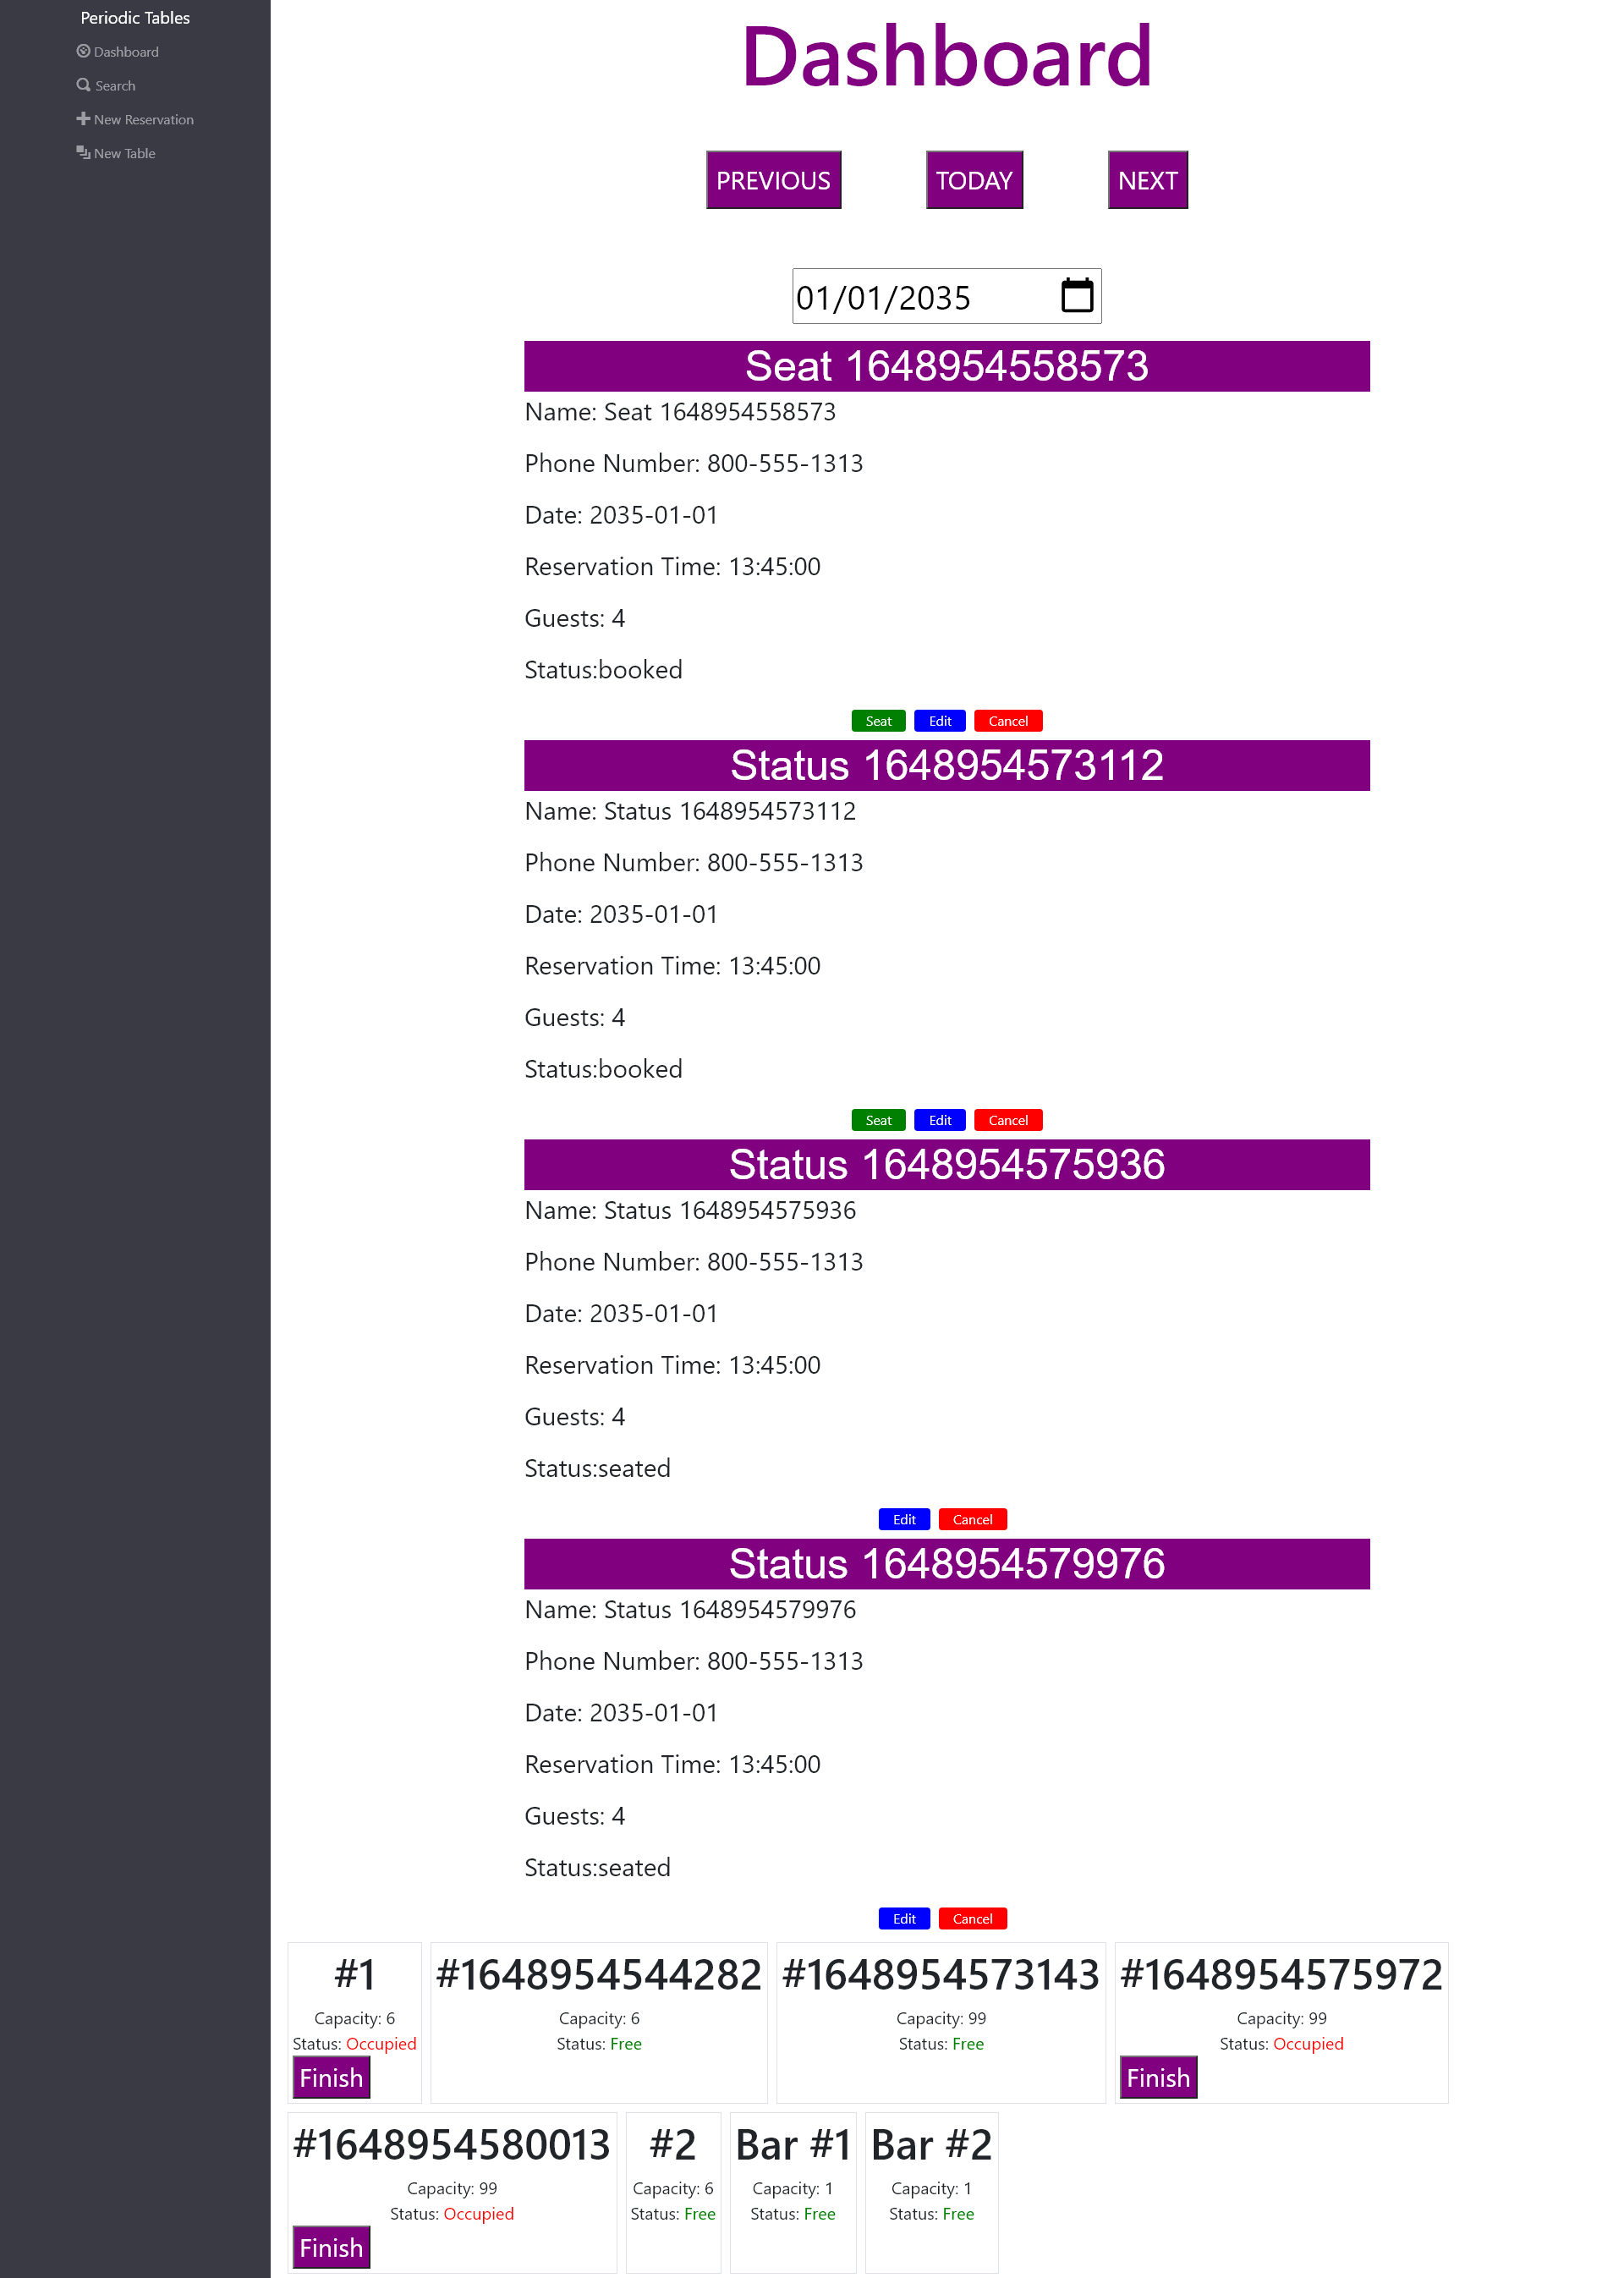 Periodic Tables
Dashboard
Search
New Reservation
New Table
Dashboard
PREVIOUS TODAY NEXT
01/01/2035
Seat 1648954558573
Name: Seat 1648954558573
Phone Number: 800-555-1313
Date: 2035-01-01
Reservation Time: 13:45:00
Guests: 4
Status:booked
Seat Edit Cancel
Status 1648954573112
Name: Status 1648954573112
Phone Number: 800-555-1313
Date: 2035-01-01
Reservation Time: 13:45:00
Guests: 4
Status:booked
Seat Edit Cancel
Status 1648954575936
Name: Status 1648954575936
Phone Number: 800-555-1313
Date: 2035-01-01
Reservation Time: 13:45:00
Guests: 4
Status:seated
Edit Cancel
Status 1648954579976
Name: Status 1648954579976
Phone Number: 800-555-1313
Date: 2035-01-01
Reservation Time: 13:45:00
Guests: 4
Status:seated
Edit Cancel
#1
Capacity: 6
Status: Occupied
Finish
#1648954544282
Capacity: 6
Status: Free
#1648954573143
Capacity: 99
Status: Free
#1648954575972
Capacity: 99
Status: Occupied
Finish
#1648954580013
Capacity: 99
Status: Occupied
Finish
#2
Capacity: 6
Status: Free
Bar #1
Capacity: 1
Status: Free
Bar #2
Capacity: 1
Status: Free